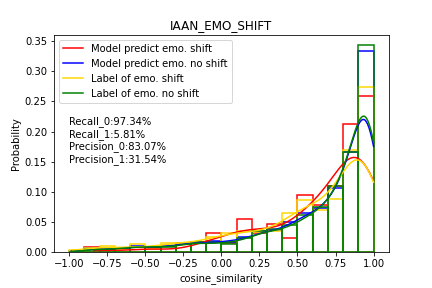 IAAN_EMO_SHIFT
0.35
0.30
0.25
0.20
0.15
0.10
0.05
0.00
Probability
Model predict emo. shift
Model predict emo. no shift
Label of emo. shift
Label of emo. no shift
Recall_0:97.34%
Recall_1:5.81%
Precision_0:83.07%
Precision_1:31.54%
−1.00 −0.75 −0.50 −0.25 0.00 0.25 0.50 0.75 1.00
cosine_similarity